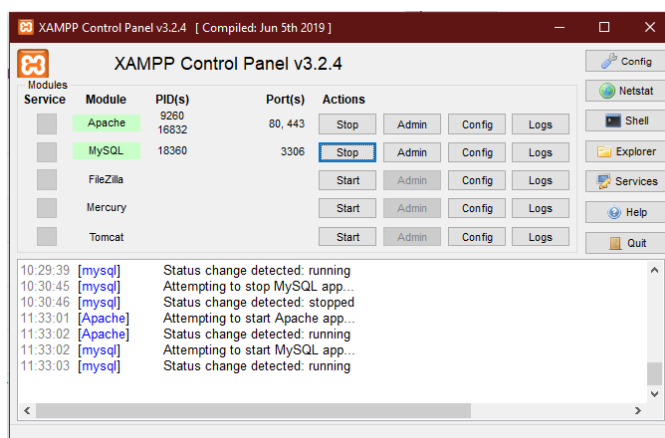 XAMPP Control Panel v3.2.4 [ Compiled: Jun 5th 2019 ]
XAMPP Control Panel v3.2.4
Config
Modules
Service Module PID(s) Port(s) Actions
Netstat
Apache 9260 16832 80, 443 Stop Admin Config Logs
Shell
MySQL 18360 3306 Stop Admin Config Logs
Explorer
FileZilla Start Admin Config Logs
Services
Mercury Start Admin Config Logs
Help
Tomcat Start Admin Config Logs
Quit
10:29:39 [mysql] Status change detected: running
10:30:45 [mysql] Attempting to stop MySQL app...
10:30:46 [mysql] Status change detected: stopped
11:33:01 [Apache] Attempting to start Apache app...
11:33:02 [Apache] Status change detected: running
11:33:02 [mysql] Attempting to start MySQL app...
11:33:03 [mysql] Status change detected: running